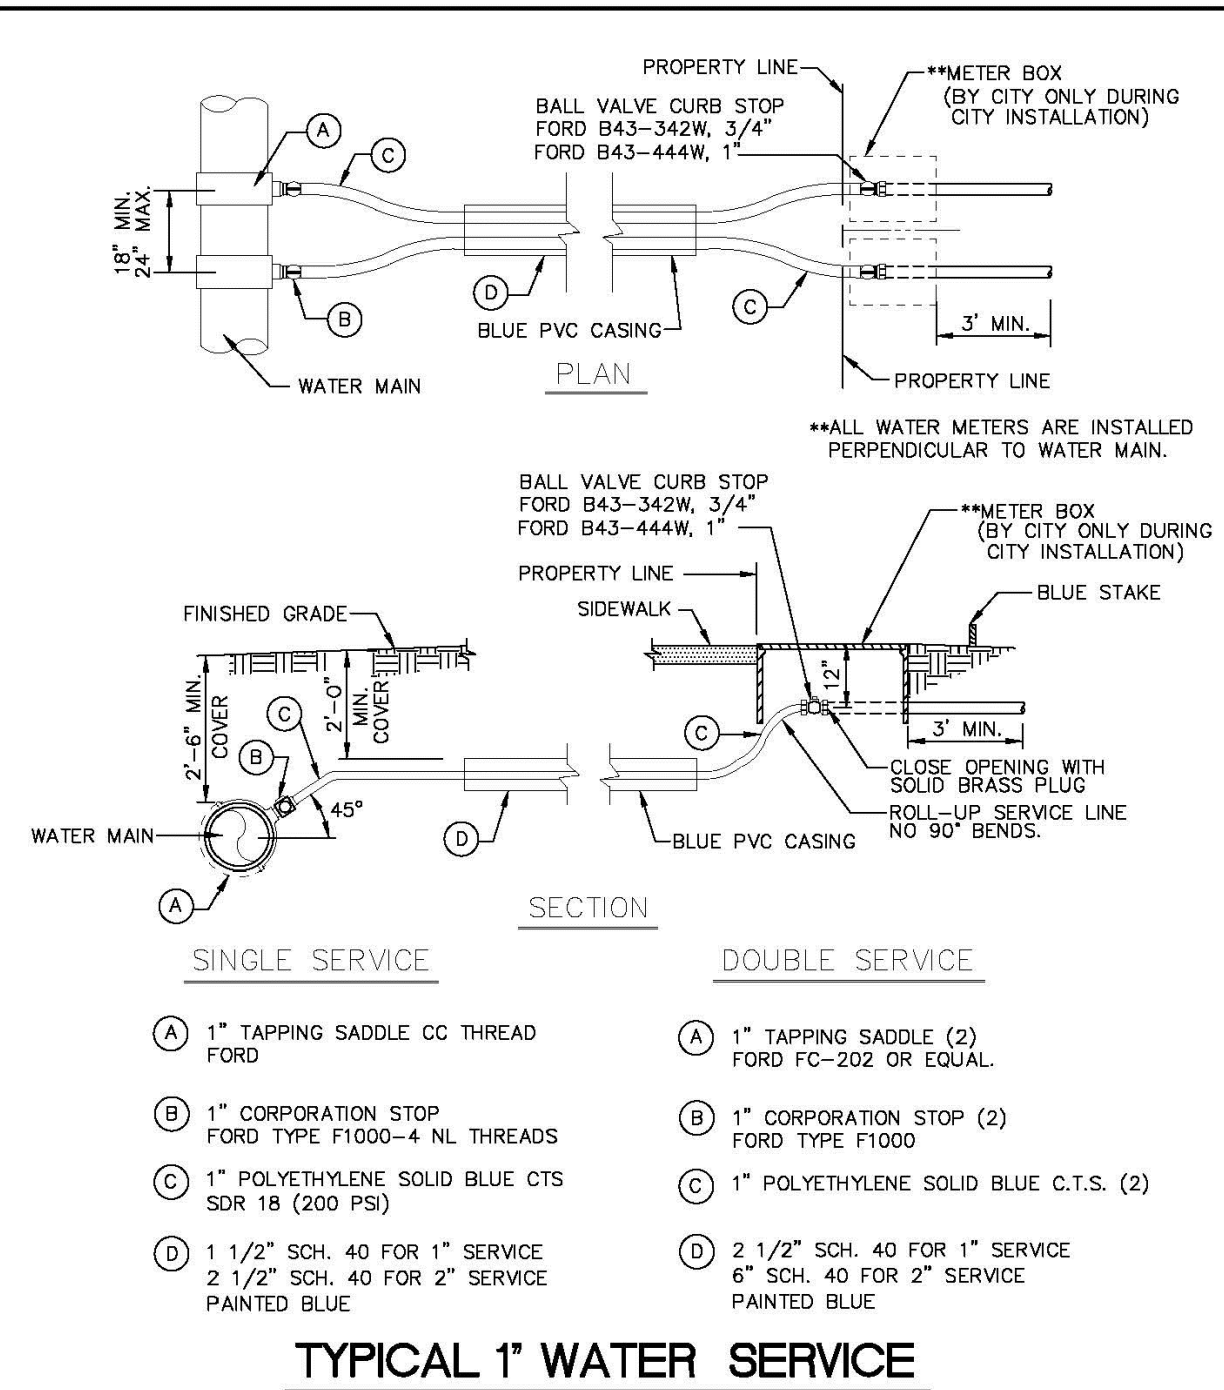 PROPERTY LINE
**METER BOX
(BY CITY ONLY DURING
CITY INSTALLATION)
BALL VALVE CURB STOP
FORD B43-342W, 3/4"
FORD B43-444W, 1"
A
C
18" MIN.
24" MAX.
D
C
B
BLUE PVC CASING
3' MIN.
WATER MAIN
PLAN
PROPERTY LINE
**ALL WATER METERS ARE INSTALLED
PERPENDICULAR TO WATER MAIN.
BALL VALVE CURB STOP
FORD B43-342W, 3/4"
FORD B43-444W, 1"
**METER BOX
(BY CITY ONLY DURING
CITY INSTALLATION)
PROPERTY LINE
BLUE STAKE
SIDEWALK
FINISHED GRADE
2'-6" MIN.
COVER
2'-0"
MIN.
COVER
12"
C
B
C
3' MIN.
CLOSE OPENING WITH
SOLID BRASS PLUG
45°
ROLL-UP SERVICE LINE
NO 90° BENDS.
WATER MAIN
D
BLUE PVC CASING
A
SECTION
SINGLE SERVICE
A 1" TAPPING SADDLE CC THREAD
FORD
B 1" CORPORATION STOP
FORD TYPE F1000-4 NL THREADS
C 1" POLYETHYLENE SOLID BLUE CTS
SDR 18 (200 PSI)
D 1 1/2" SCH. 40 FOR 1" SERVICE
2 1/2" SCH. 40 FOR 2" SERVICE
PAINTED BLUE
DOUBLE SERVICE
A 1" TAPPING SADDLE (2)
FORD FC-202 OR EQUAL.
B 1" CORPORATION STOP (2)
FORD TYPE F1000
C 1" POLYETHYLENE SOLID BLUE C.T.S. (2)
D 2 1/2" SCH. 40 FOR 1" SERVICE
6" SCH. 40 FOR 2" SERVICE
PAINTED BLUE
TYPICAL 1" WATER SERVICE